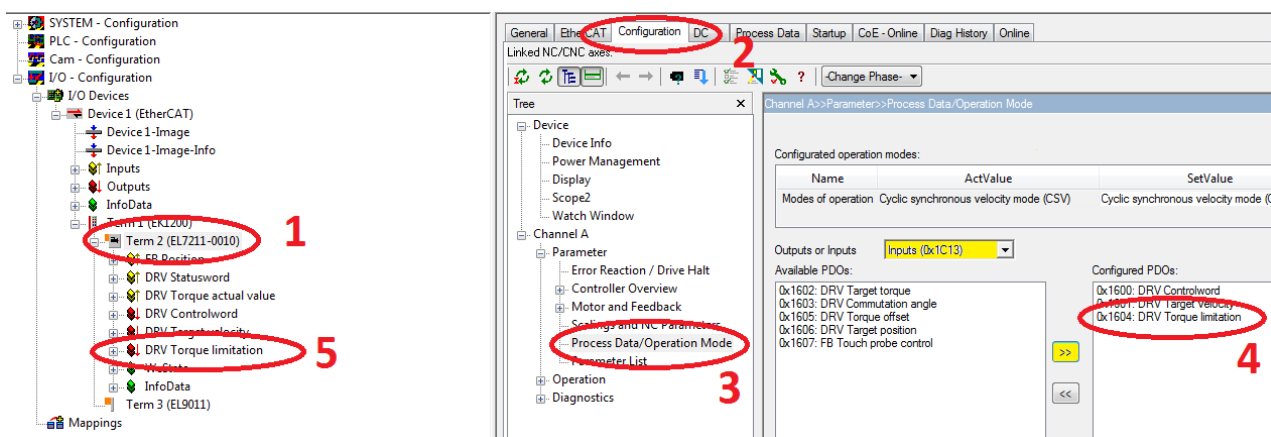 SYSTEM - Configuration
PLC - Configuration
Cam - Configuration
I/O - Configuration
I/O Devices
Device 1 (EtherCAT)
Device 1-Image
Device 1-Image-Info
Inputs
Outputs
InfoData
Term 1 (EK1200)
Term 2 (EL7211-0010)
1
FB Position
DRV Statusword
DRV Torque actual value
DRV Controlword
DRV Target velocity
DRV Torque limitation
5
WcState
InfoData
Term 3 (EL9011)
Mappings
General EtherCAT Configuration DC Process Data Startup CoE - Online Diag History Online
2
Linked NC/CNC axes:
? -Change Phase-
Tree X
Device
Device Info
Power Management
Display
Scope2
Watch Window
Channel A
Parameter
Error Reaction / Drive Halt
Controller Overview
Motor and Feedback
Scalings and NC Parameters
Process Data/Operation Mode
Parameter List
3
Operation
Diagnostics
Channel A>>Parameter>>Process Data/Operation Mode
Configurated operation modes:
Name ActValue SetValue
Modes of operation Cyclic synchronous velocity mode (CSV) Cyclic synchronous velocity mode (
Outputs or Inputs Inputs (0x1C13)
Available PDOs:
0x1602: DRV Target torque
0x1603: DRV Commutation angle
0x1605: DRV Torque offset
0x1606: DRV Target position
0x1607: FB Touch probe control
>>
<<
Configured PDOs:
0x1600: DRV Controlword
0x1601: DRV Target velocity
0x1604: DRV Torque limitation
4